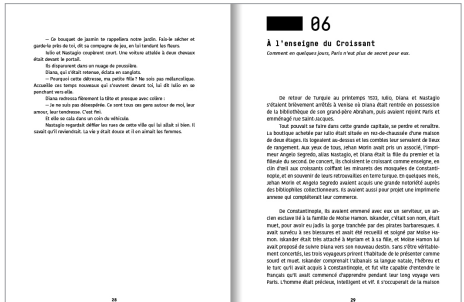 — Ce bouquet de jasmin te rappellera notre jardin. Fais-le sécher et
garde-le près de toi, dit sa compagne de jeu, en lui tendant les fleurs.
Iulio et Nastagio coupèrent court. Une voiture attelée à deux chevaux
était devant le portail.
Ils disparurent dans un nuage de poussière.
Diana, qui s'était retenue, éclata en sanglots.
— Pourquoi cette détresse, ma petite fille ? Ne sois pas mélancolique.
Accueille ces temps nouveaux qui s'ouvrent devant toi, lui dit Iulio en se
penchant vers elle.
Diana redressa fièrement la tête et presque avec colère :
— Je ne suis pas désespérée. Ce sont tous ces gens autour de moi, leur
amour, leur tendresse. C'est fini.
Et elle se cala dans un coin du véhicule.
Nastagio regardait défiler les rues de cette ville qui lui allait si bien. Il
savait qu'il reviendrait. La vie y était douce et il en aimait les femmes.
28
06
À l'enseigne du Croissant
Comment en quelques jours, Paris n'eut plus de secret pour eux.
De retour de Turquie au printemps 1533, Iulio, Diana et Nastagio
s'étaient brièvement arrêtés à Venise où Diana était rentrée en possession
de la bibliothèque de son grand-père Abraham, puis avaient rejoint Paris et
emménagé rue Saint Jacques.
Tout pouvait se faire dans cette grande capitale, se perdre et renaître.
La boutique achetée par Iulio était située en rez-de-chaussée d'une maison
de deux étages. Ils logeaient au-dessus et les combles leur servaient de lieux
de rangement. Aux yeux de tous, Jehan Morin avait pris un associé, l'impri-
meur Angelo Segredo, alias Nastagio, et Diana était la fille du premier et la
filleule du second. De concert, ils choisirent le croissant comme enseigne, en
clin d'œil aux croissants coiffant les minarets des mosquées de Constanti-
nople, et en souvenir de leurs retrouvailles en terre turque. En quelques mois,
Jehan Morin et Angelo Segredo avaient acquis une grande notoriété auprès
des bibliophiles collectionneurs. Ils avaient aussi pour projet une imprimerie
annexe qui compléterait leur commerce.
De Constantinople, ils avaient emmené avec eux un serviteur, un an-
cien esclave lié à la famille de Moïse Hamon. Iskander, c'était son nom, était
muet, pour avoir eu jadis la gorge tranchée par des pirates barbaresques. Il
avait survécu à ses blessures et avait été recueilli et soigné par Moïse Ha-
mon. Iskander était très attaché à Myriam et à sa fille, et Moïse Hamon lui
avait proposé de suivre Diana vers son nouveau destin. Sans s'être véritable-
ment concertés, les trois voyageurs prirent l'habitude de le présenter comme
sourd et muet. Iskander comprenait l'albanais sa langue natale, l'hébreu et
le turc qu'il avait acquis à Constantinople, et fut vite capable d'entendre le
français qu'il avait commencé d'apprendre pendant leur long voyage vers
Paris. L'homme était précieux, intelligent et vif. Il s'occuperait de la maison
29